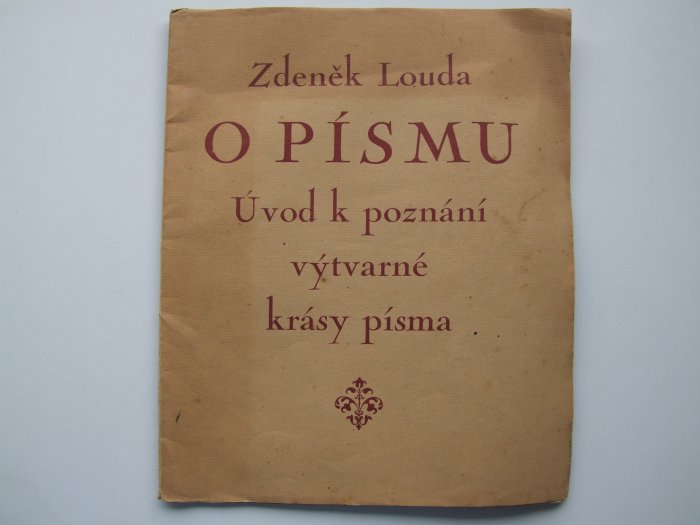 Zdeněk Louda
O PÍSMU
Úvod k poznání
výtvarné
krásy písma